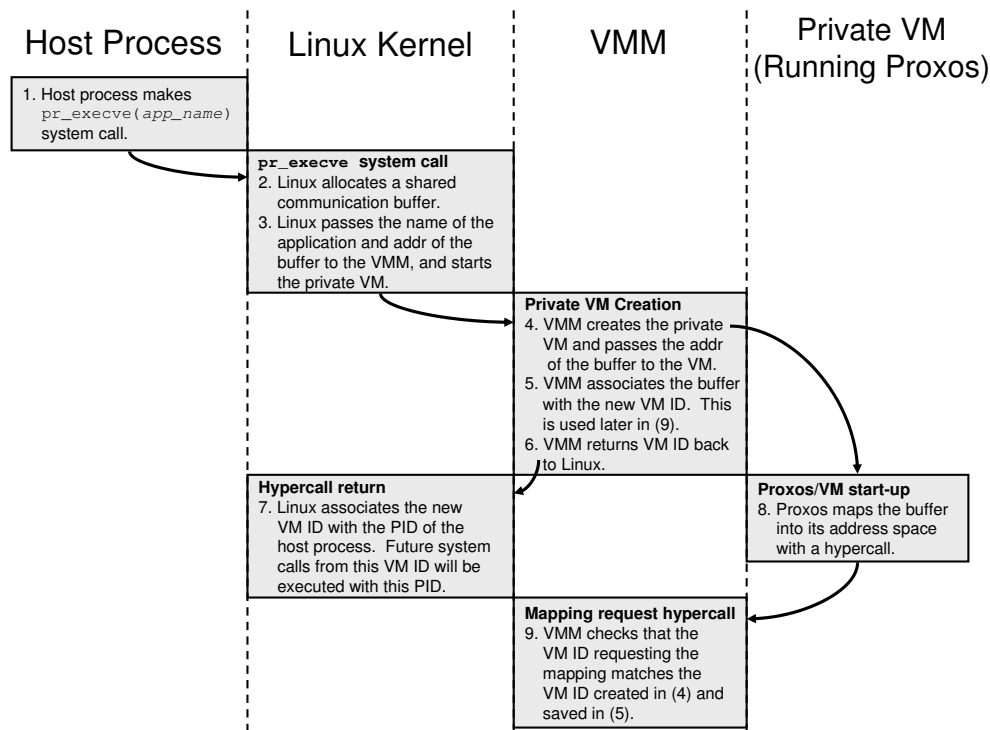 Host Process
Linux Kernel
VMM
Private VM
(Running Proxos)
1. Host process makes
pr_execve(app_name)
system call.
pr_execve system call
2. Linux allocates a shared
communication buffer.
3. Linux passes the name of the
application and addr of the
buffer to the VMM, and starts
the private VM.
Private VM Creation
4. VMM creates the private
VM and passes the addr
of the buffer to the VM.
5. VMM associates the buffer
with the new VM ID. This
is used later in (9).
6. VMM returns VM ID back
to Linux.
Hypercall return
7. Linux associates the new
VM ID with the PID of the
host process. Future system
calls from this VM ID will be
executed with this PID.
Proxos/VM start-up
8. Proxos maps the buffer
into its address space
with a hypercall.
Mapping request hypercall
9. VMM checks that the
VM ID requesting the
mapping matches the
VM ID created in (4) and
saved in (5).